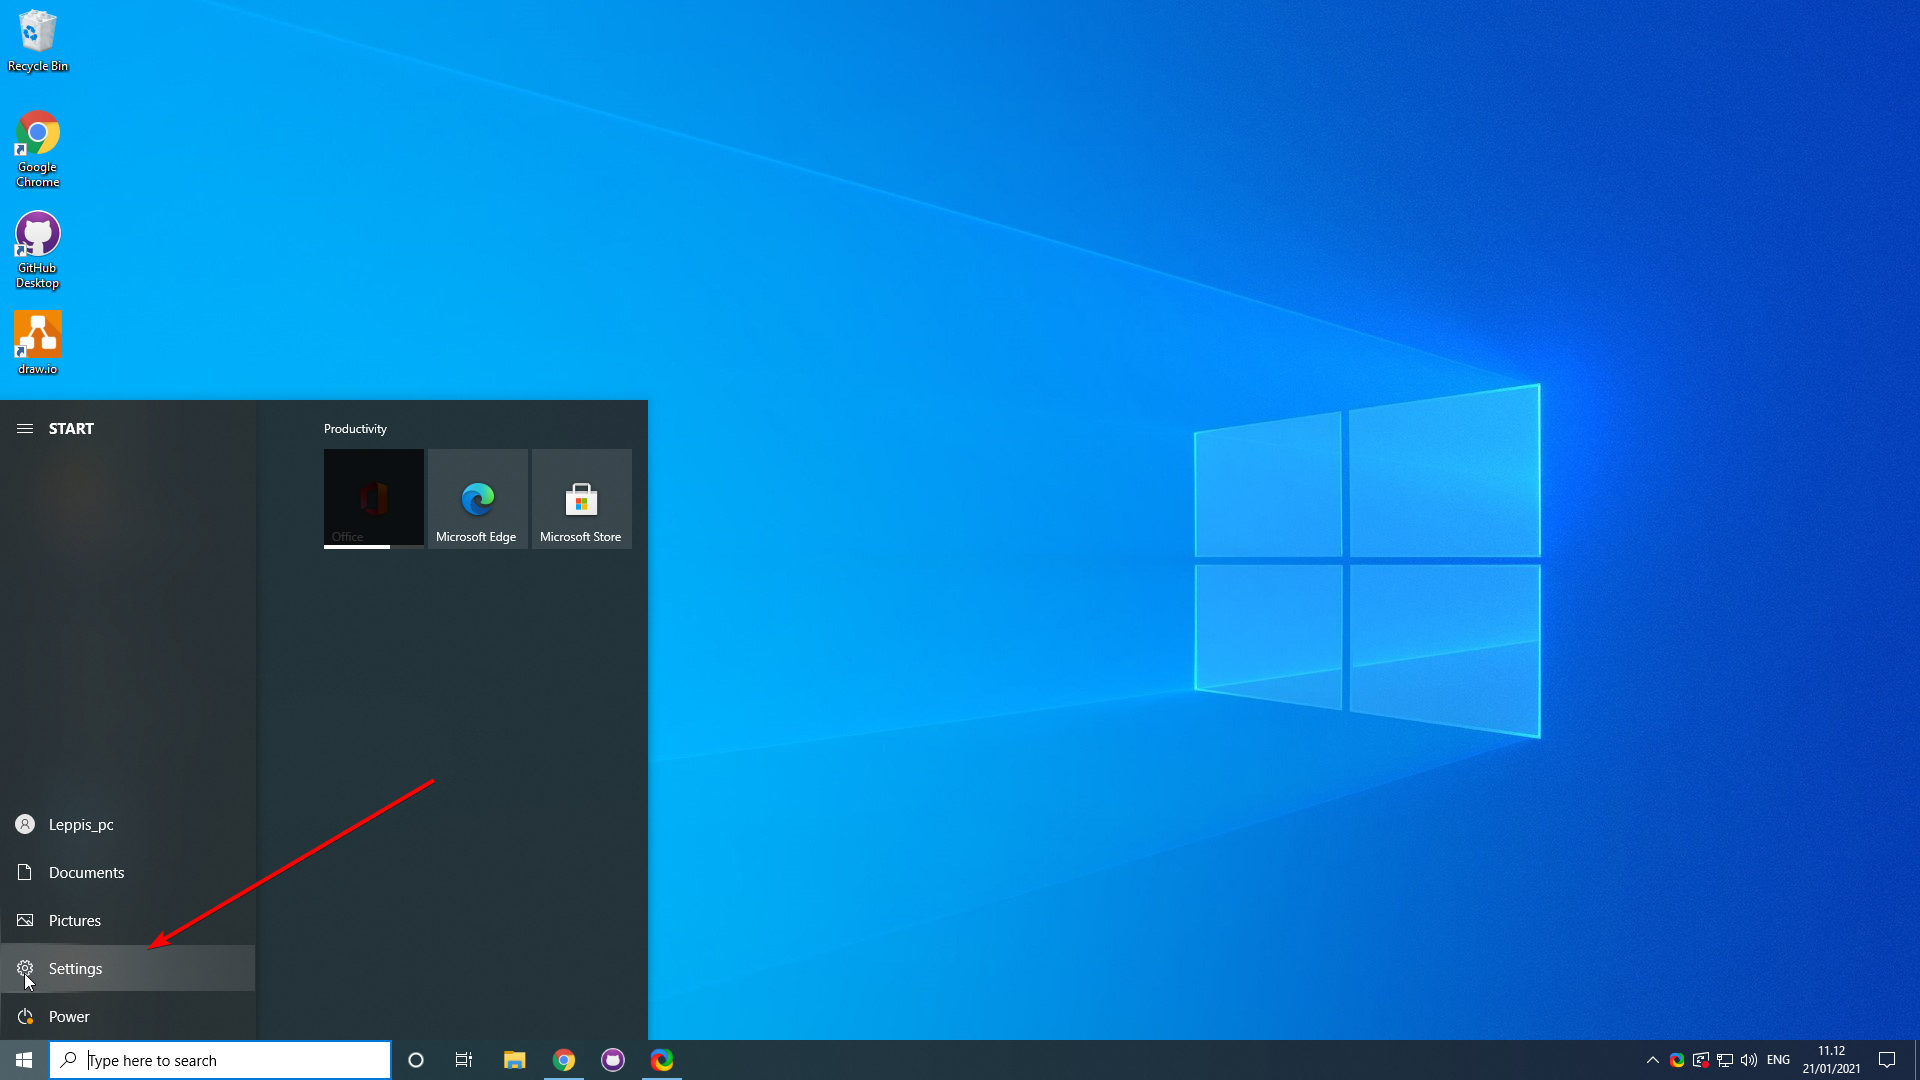 Recycle Bin
Google
Chrome
GitHub
Desktop
draw.io
START
Productivity
Office
Microsoft Edge
Microsoft Store
Leppis_pc
Documents
Pictures
Settings
Power
Type here to search
ENG
11.12
21/01/2021